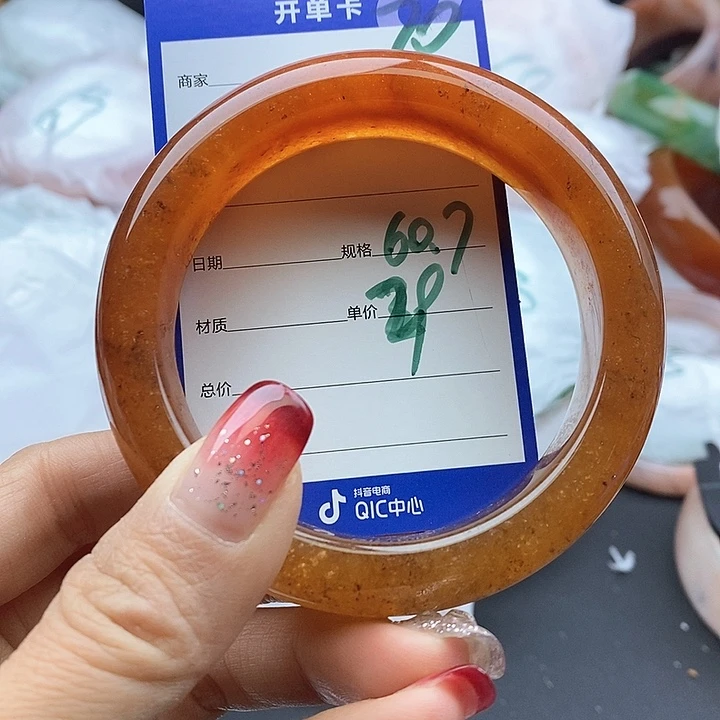 开单卡
商家
日期 规格 60.7
材质 单价
总价
抖音电商
QIC中心